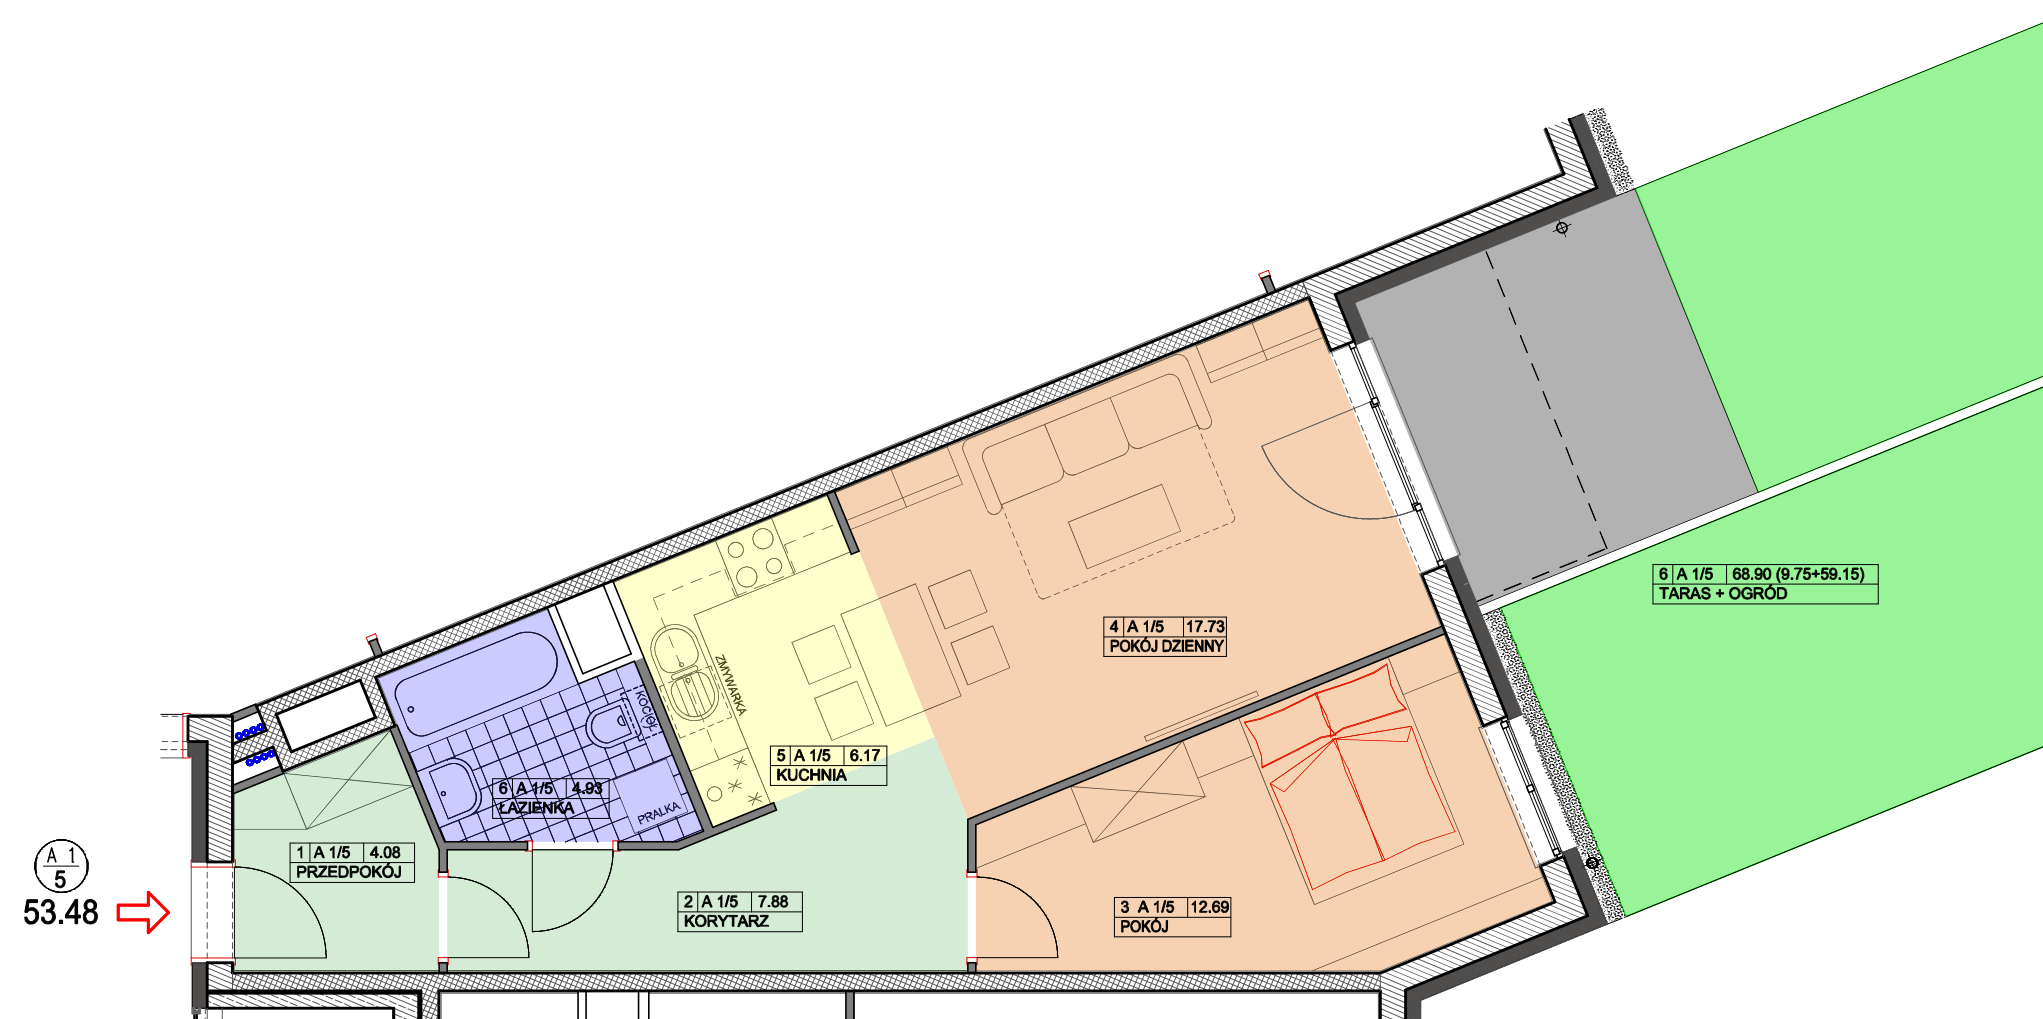 6 A 1/5 68.90 (9.75+59.15)
TARAS + OGRÓD
4 A 1/5 17.73
POKÓJ DZIENNY
ZMYWARKA
KOCIOŁ
5 A 1/5 6.17
KUCHNIA
6 A 1/5 4.93
ŁAZIENKA
PRALKA
1 A 1/5 4.08
PRZEDPOKÓJ
A 1
5
53.48
2 A 1/5 7.88
KORYTARZ
3 A 1/5 12.69
POKÓJ